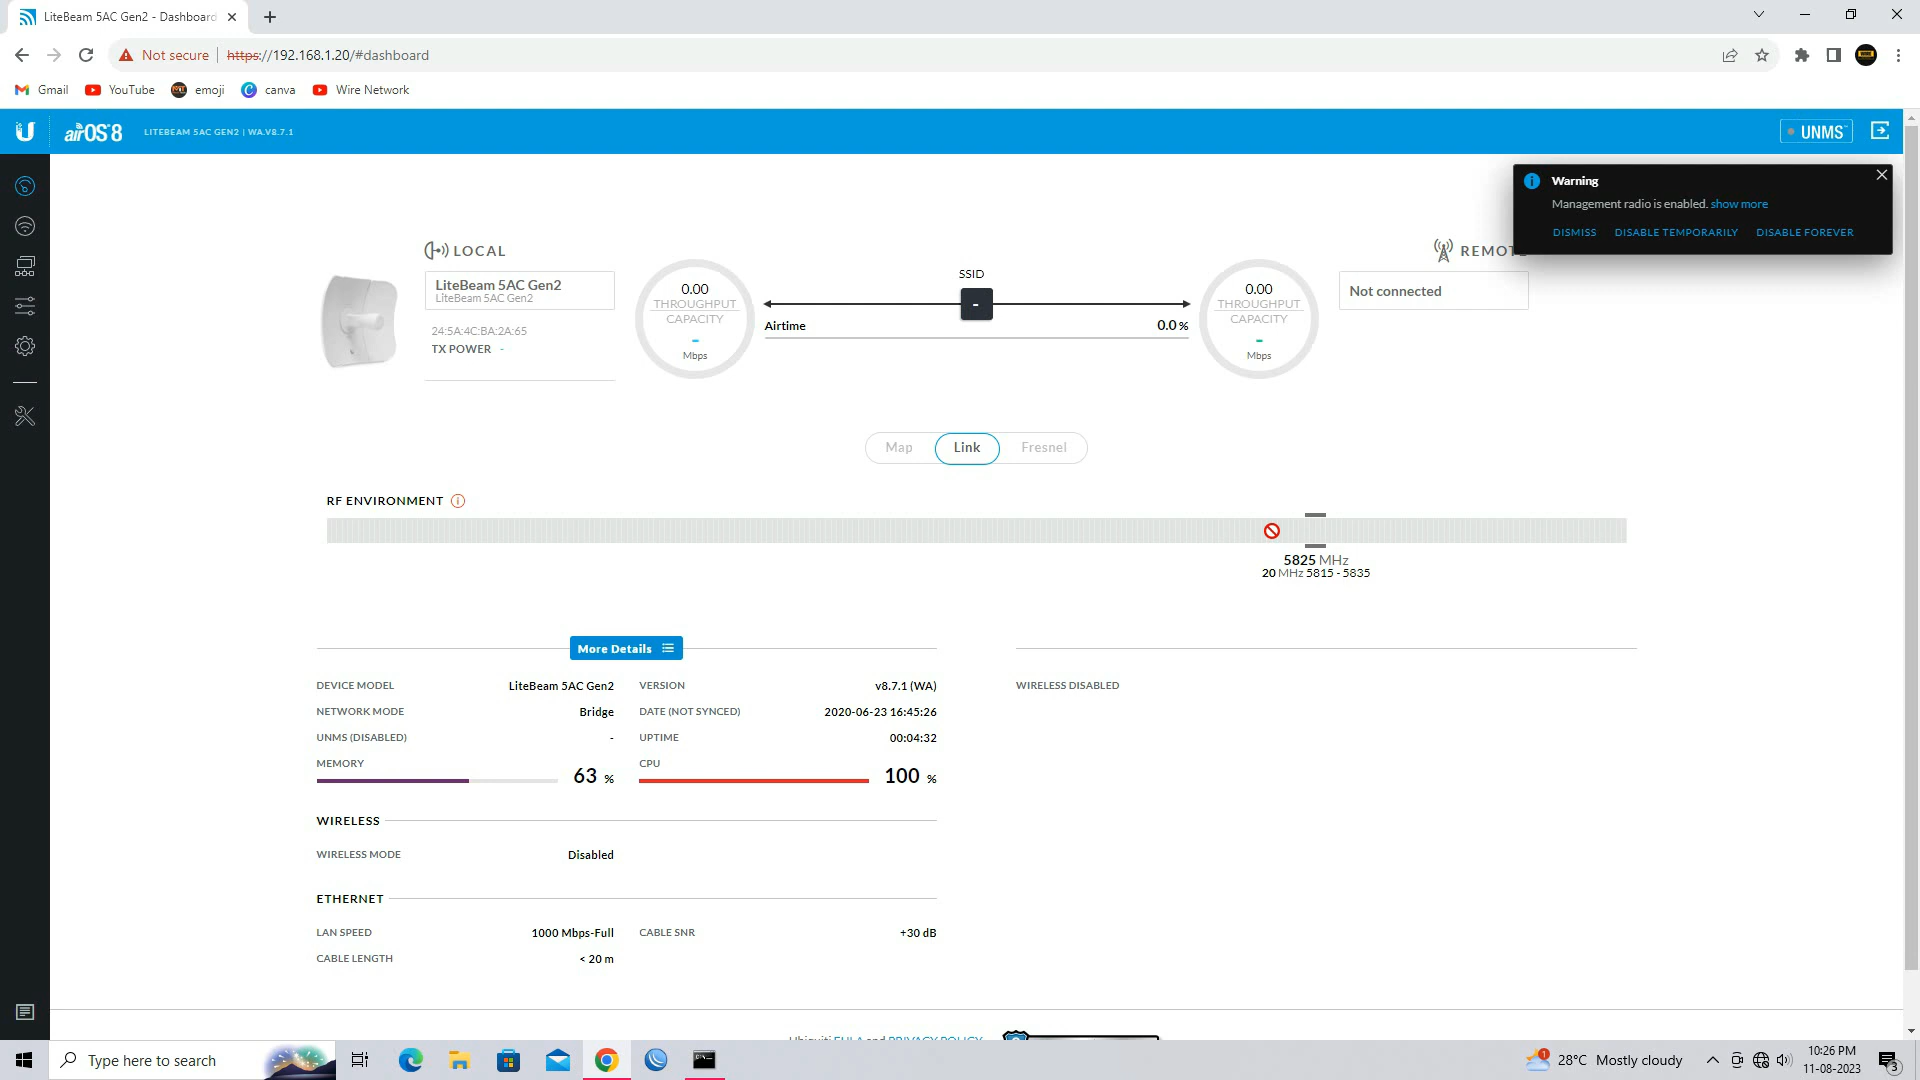 LiteBeam 5AC Gen2 - Dashboard
Not secure
https://192.168.1.20/#dashboard
Gmail
YouTube
emoji
canva
Wire Network
airOS 8
LITEBEAM 5AC GEN2 | WA.V8.7.1
UNMS
Warning
Management radio is enabled. show more
DISMISS DISABLE TEMPORARILY DISABLE FOREVER
LOCAL
LiteBeam 5AC Gen2
LiteBeam 5AC Gen2
24:5A:4C:BA:2A:65
TX POWER -
0.00
THROUGHPUT
CAPACITY
-
Mbps
SSID
-
Airtime 0.0 %
0.00
THROUGHPUT
CAPACITY
-
Mbps
Not connected
Map Link Fresnel
RF ENVIRONMENT
5825 MHz
20 MHz 5815 - 5835
More Details
DEVICE MODEL LiteBeam 5AC Gen2
NETWORK MODE Bridge
UNMS (DISABLED) -
MEMORY 63 %
VERSION v8.7.1 (WA)
DATE (NOT SYNCED) 2020-06-23 16:45:26
UPTIME 00:04:32
CPU 100 %
WIRELESS DISABLED
WIRELESS
WIRELESS MODE Disabled
ETHERNET
LAN SPEED 1000 Mbps-Full
CABLE SNR +30 dB
CABLE LENGTH < 20 m
Type here to search
28°C Mostly cloudy
10:26 PM
11-08-2023
3